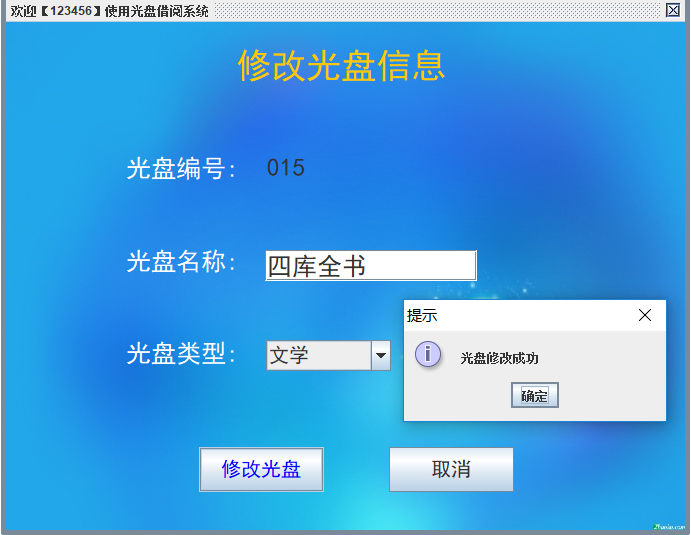 欢迎【123456】使用光盘借阅系统
修改光盘信息
光盘编号： 015
光盘名称： 四库全书
提示
光盘类型： 文学
光盘修改成功
确定
修改光盘 取消